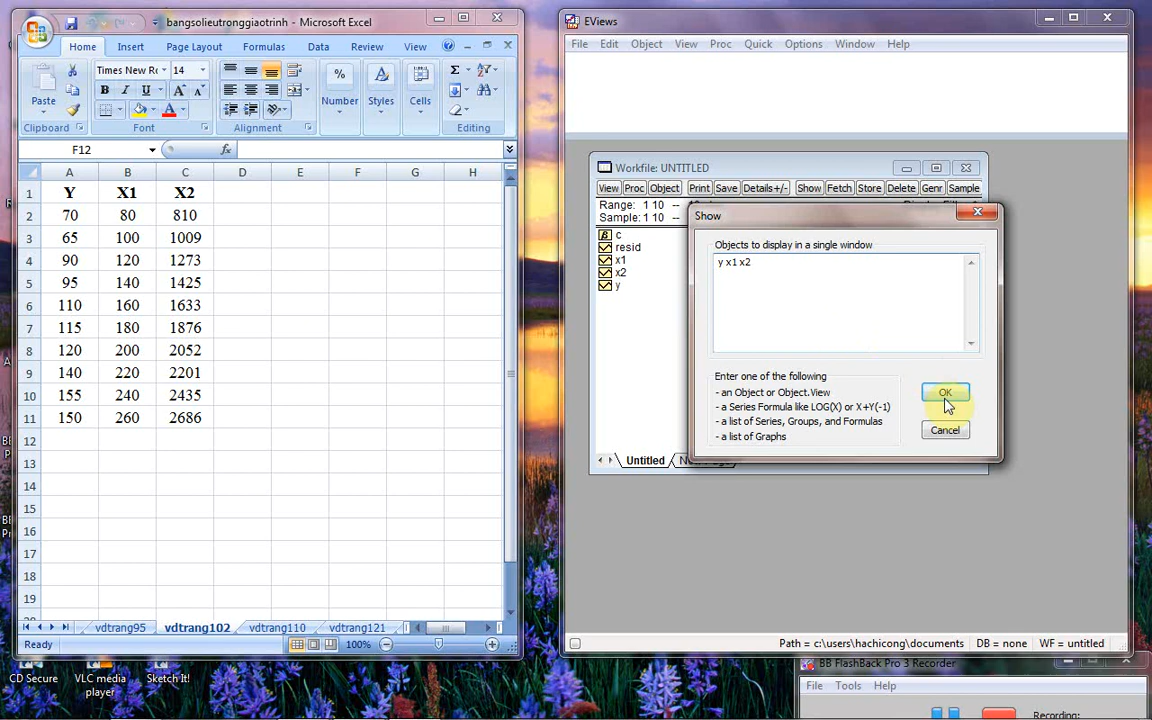 bangsolieutronggiaotrinh - Microsoft Excel
Home Insert Page Layout Formulas Data Review View
Times New Ro 14
Paste
B I U A A
Number Styles Cells
Clipboard Font Alignment Editing
F12 fx
A B C D E F G H
1 Y X1 X2
2 70 80 810
3 65 100 1009
4 90 120 1273
5 95 140 1425
6 110 160 1633
7 115 180 1876
8 120 200 2052
9 140 220 2201
10 155 240 2435
11 150 260 2686
12
13
14
15
16
17
18
19
vdtrang95 vdtrang102 vdtrang110 vdtrang121
Ready 100%
CD Secure VLC media player Sketch It!
EViews
File Edit Object View Proc Quick Options Window Help
Workfile: UNTITLED
View Proc Object Print Save Details+/- Show Fetch Store Delete Genr Sample
Range: 1 10 --
Sample: 1 10 --
c
resid
x1
x2
y
Untitled
Show
Objects to display in a single window
y x1 x2
Enter one of the following
- an Object or Object.View
- a Series Formula like LOG(X) or X+Y(-1)
- a list of Series, Groups, and Formulas
- a list of Graphs
OK
Cancel
Path = c:\users\hachicong\documents DB = none WF = untitled
BB FlashBack Pro 3 Recorder
File Tools Help
Recording: